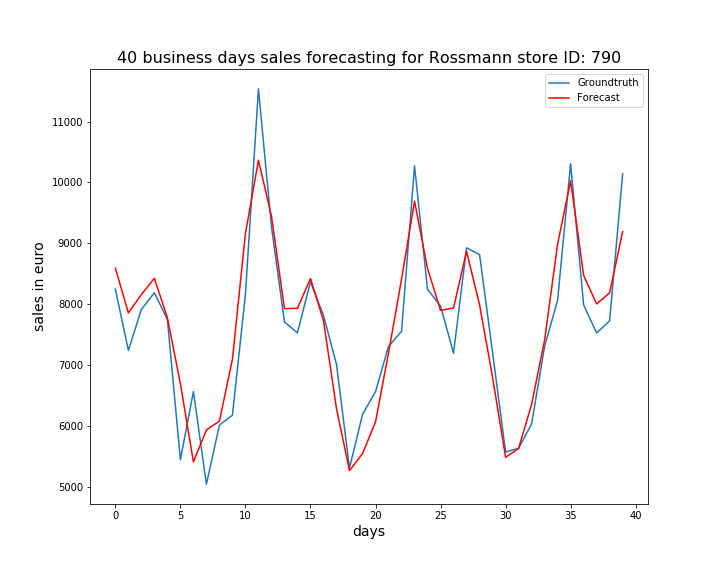 40 business days sales forecasting for Rossmann store ID: 790
Groundtruth
Forecast
11000
10000
9000
8000
7000
6000
5000
sales in euro
0 5 10 15 20 25 30 35 40
days